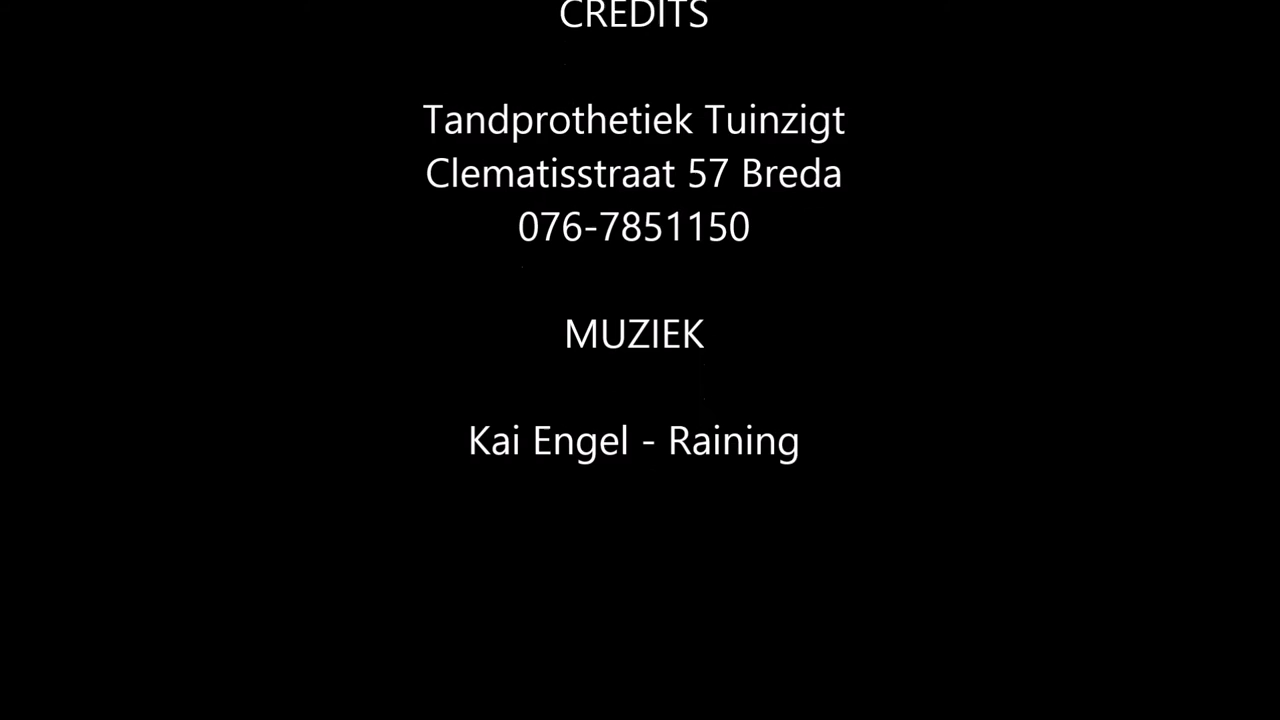 CREDITS
Tandprothetiek Tuinzigt
Clematisstraat 57 Breda
076-7851150
MUZIEK
Kai Engel - Raining